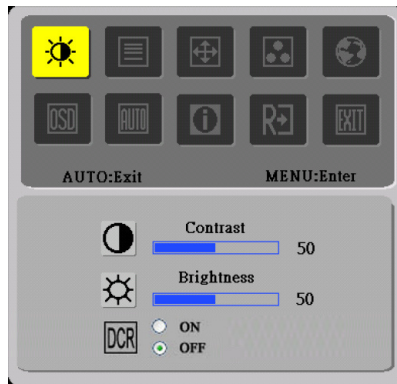 OSD AUTO R EXIT
AUTO:Exit MENU:Enter
Contrast
50
Brightness
50
DCR ON
OFF